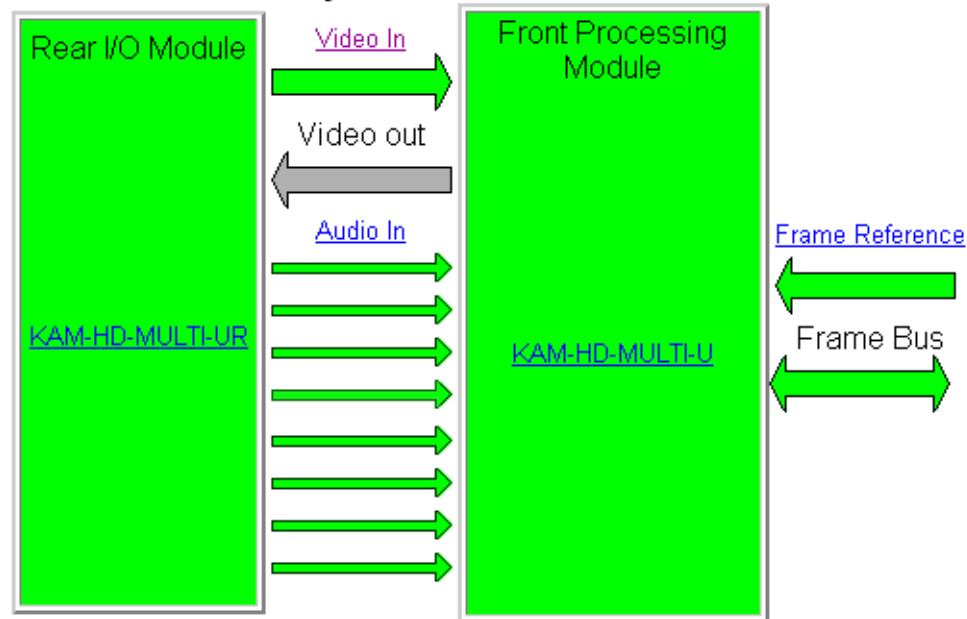 Rear I/O Module
Video In
Front Processing
Module
Video out
Audio In
Frame Reference
KAM-HD-MULTI-UR
KAM-HD-MULTI-U
Frame Bus